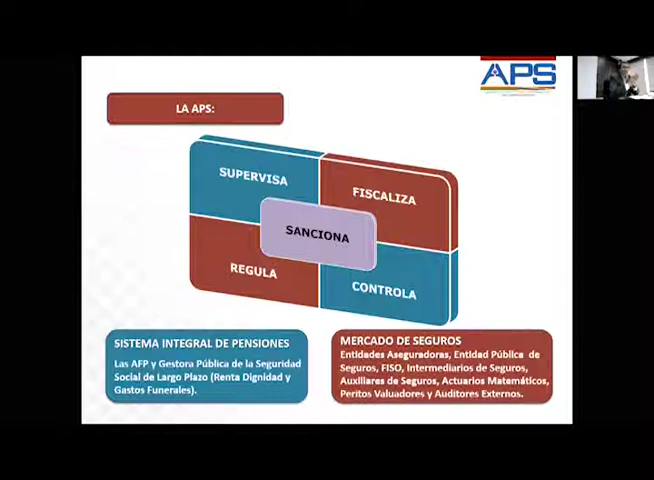 APS
LA APS:
SUPERVISA
FISCALIZA
SANCIONA
REGULA
CONTROLA
SISTEMA INTEGRAL DE PENSIONES
Las AFP y Gestora Pública de la Seguridad
Social de Largo Plazo (Renta Dignidad y
Gastos Funerales).
MERCADO DE SEGUROS
Entidades Aseguradoras, Entidad Pública de
Seguros, FISO, Intermediarios de Seguros,
Auxiliares de Seguros, Actuarios Matemáticos,
Peritos Valuadores y Auditores Externos.